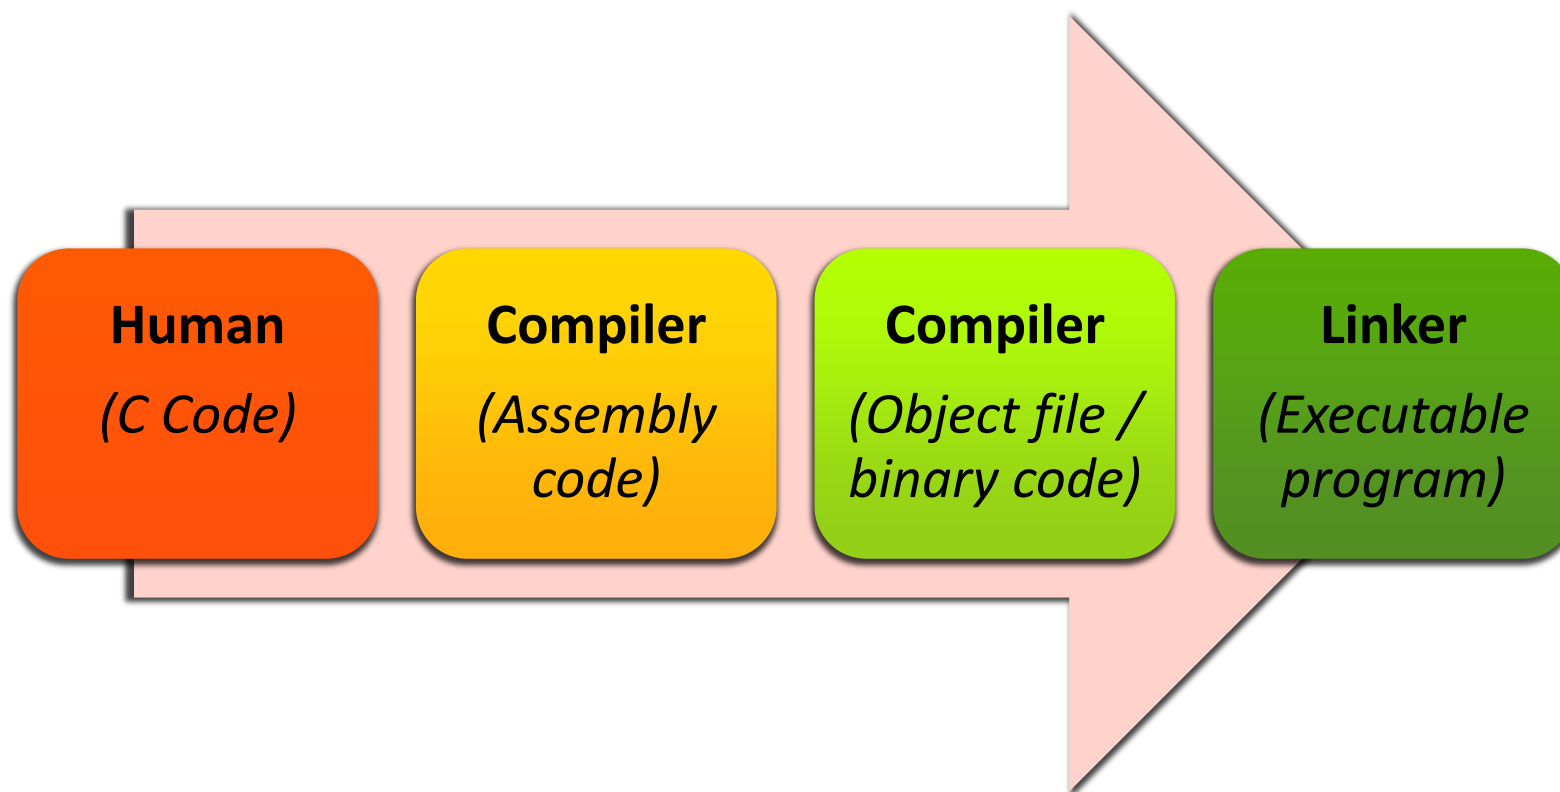 Human
(C Code)
Compiler
(Assembly
code)
Compiler
(Object file /
binary code)
Linker
(Executable
program)